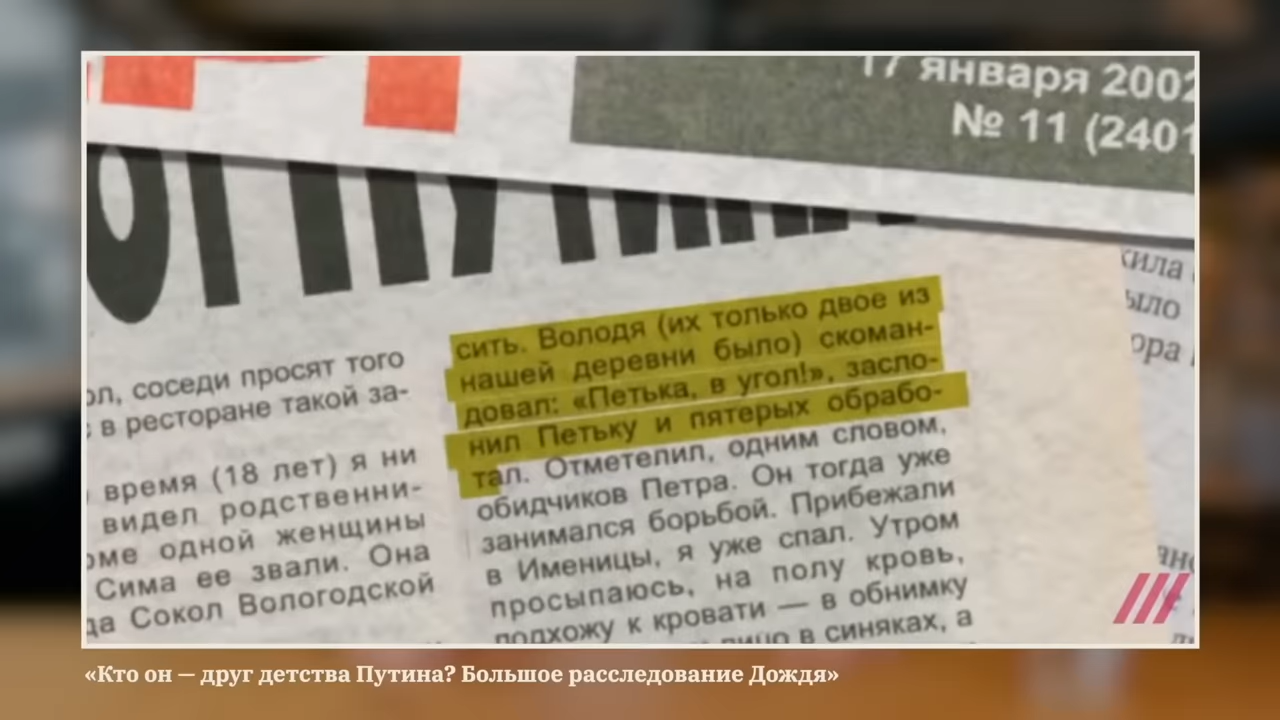 17 января 2002
№ 11 (2401
ол, соседи просят того
с в ресторане такой за-
время (18 лет) я ни
видел родственни-
оме одной женщины
Сима ее звали. Она
да Сокол Вологодской
сить. Володя (их только двое из
нашей деревни было) скоман-
довал: «Петька, в угол!», засло-
нил Петьку и пятерых обрабо-
тал. Отметелил, одним словом,
обидчиков Петра. Он тогда уже
занимался борьбой. Прибежали
в Именицы, я уже спал. Утром
просыпаюсь, на полу кровь,
подхожу к кровати — в обнимку
в синяках, а
жила
ыло
ора
«Кто он — друг детства Путина? Большое расследование Дождя»